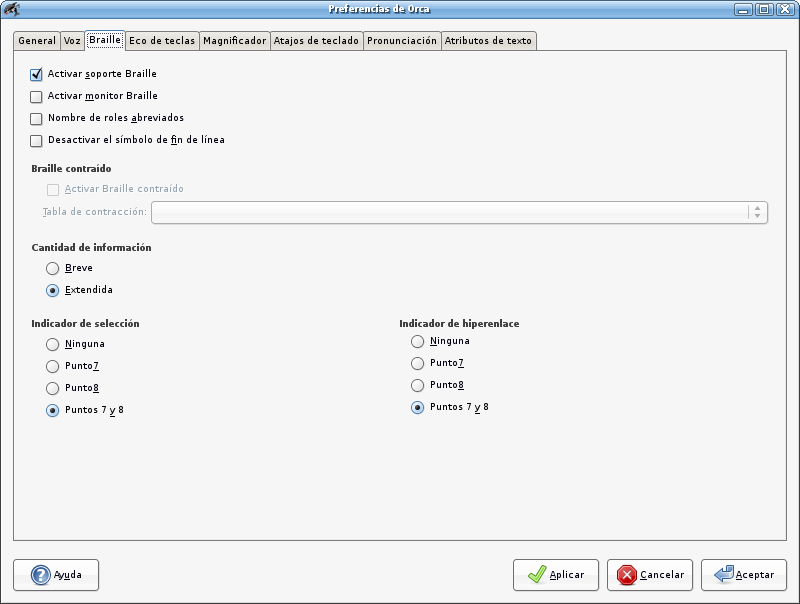 Preferencias de Orca
General Voz Braille Eco de teclas Magnificador Atajos de teclado Pronunciación Atributos de texto
Activar soporte Braille
Activar monitor Braille
Nombre de roles abreviados
Desactivar el símbolo de fin de línea
Braille contraído
Activar Braille contraído
Tabla de contracción:
Cantidad de información
Breve
Extendida
Indicador de selección
Ninguna
Punto7
Punto8
Puntos 7 y 8
Indicador de hiperenlace
Ninguna
Punto7
Punto8
Puntos 7 y 8
Ayuda Aplicar Cancelar Aceptar